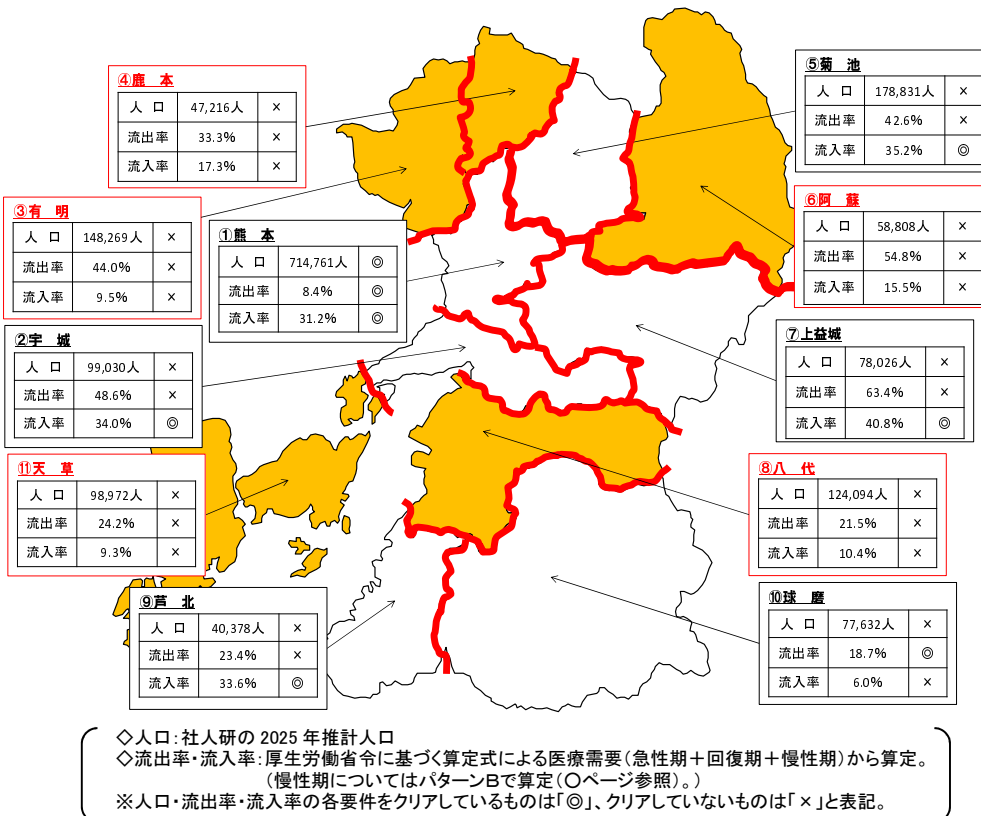 ④鹿 本
人 口 47,216人 ×
流出率 33.3% ×
流入率 17.3% ×
⑤菊 池
人 口 178,831人 ×
流出率 42.6% ×
流入率 35.2% ◎
③有 明
人 口 148,269人 ×
流出率 44.0% ×
流入率 9.5% ×
①熊 本
人 口 714,761人 ◎
流出率 8.4% ◎
流入率 31.2% ◎
⑥阿 蘇
人 口 58,808人 ×
流出率 54.8% ×
流入率 15.5% ×
②宇 城
人 口 99,030人 ×
流出率 48.6% ×
流入率 34.0% ◎
⑦上益城
人 口 78,026人 ×
流出率 63.4% ×
流入率 40.8% ◎
⑪天 草
人 口 98,972人 ×
流出率 24.2% ×
流入率 9.3% ×
⑧八 代
人 口 124,094人 ×
流出率 21.5% ×
流入率 10.4% ×
⑨芦 北
人 口 40,378人 ×
流出率 23.4% ×
流入率 33.6% ◎
⑩球 磨
人 口 77,632人 ×
流出率 18.7% ◎
流入率 6.0% ×
◇人口:社人研の 2025 年推計人口
◇流出率・流入率:厚生労働省令に基づく算定式による医療需要(急性期+回復期+慢性期)から算定。
(慢性期についてはパターンBで算定(〇ページ参照)。)
※人口・流出率・流入率の各要件をクリアしているものは「◎」、クリアしていないものは「×」と表記。